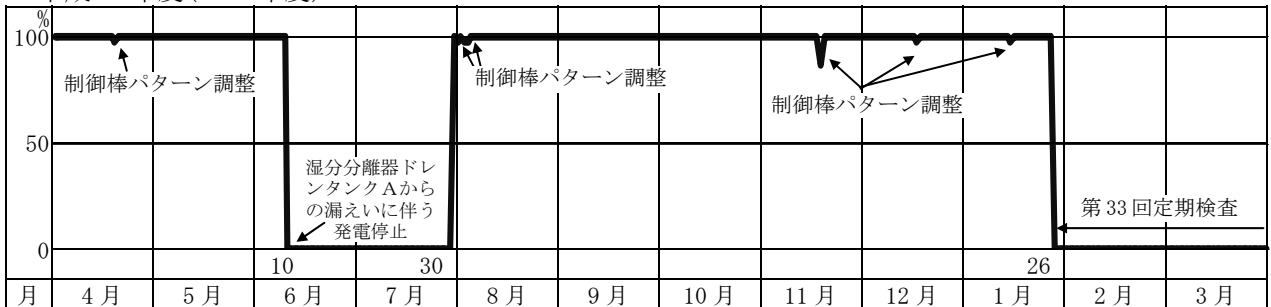 %
100
制御棒パターン調整
制御棒パターン調整
制御棒パターン調整
50
湿分分離器ドレ
ンタンクAから
の漏えいに伴う
発電停止
第33回定期検査
0
10 30 26
月 4月 5月 6月 7月 8月 9月 10月 11月 12月 1月 2月 3月